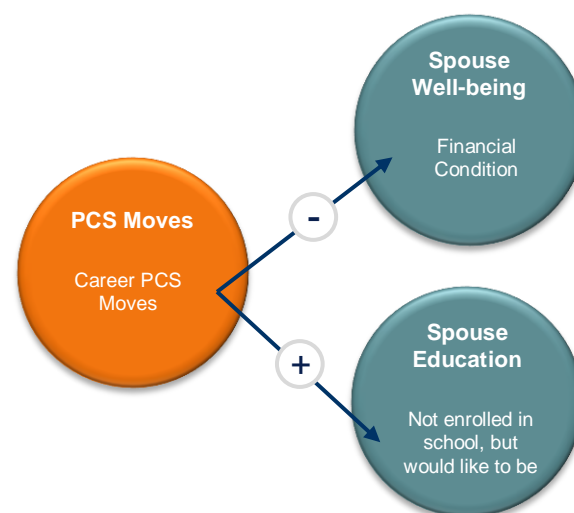 Spouse
Well-being
Financial
Condition
-
PCS Moves
Career PCS
Moves
+
Spouse
Education
Not enrolled in
school, but
would like to be